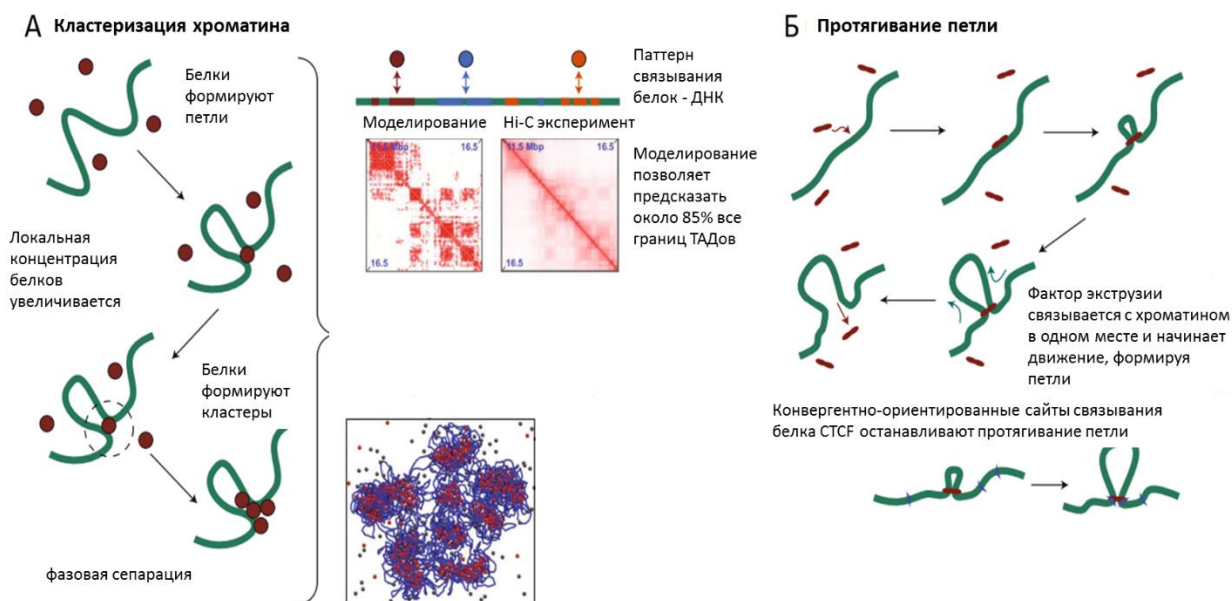 А Кластеризация хроматина
Белки
формируют
петли
Локальная
концентрация
белков
увеличивается
Белки
формируют
кластеры
фазовая сепарация
Паттерн
связывания
белок - ДНК
Моделирование
Hi-C эксперимент
11.5 Mbp 16.5
16.5
11.5 Mbp 16.5
16.5
Моделирование
позволяет
предсказать
около 85% все
границ ТАДов
Б Протягивание петли
Фактор экструзии
связывается с хроматином
в одном месте и начинает
движение, формируя
петли
Конвергентно-ориентированные сайты связывания
белка CTCF останавливают протягивание петли